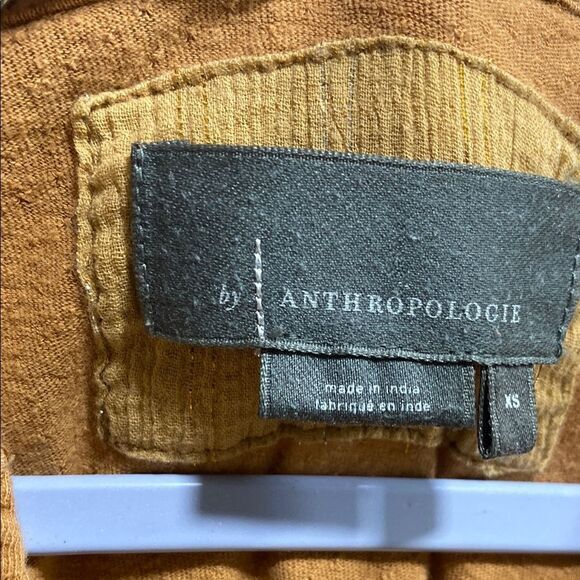 by ANTHROPOLOGIE
made in india
fabriqué en inde
XS